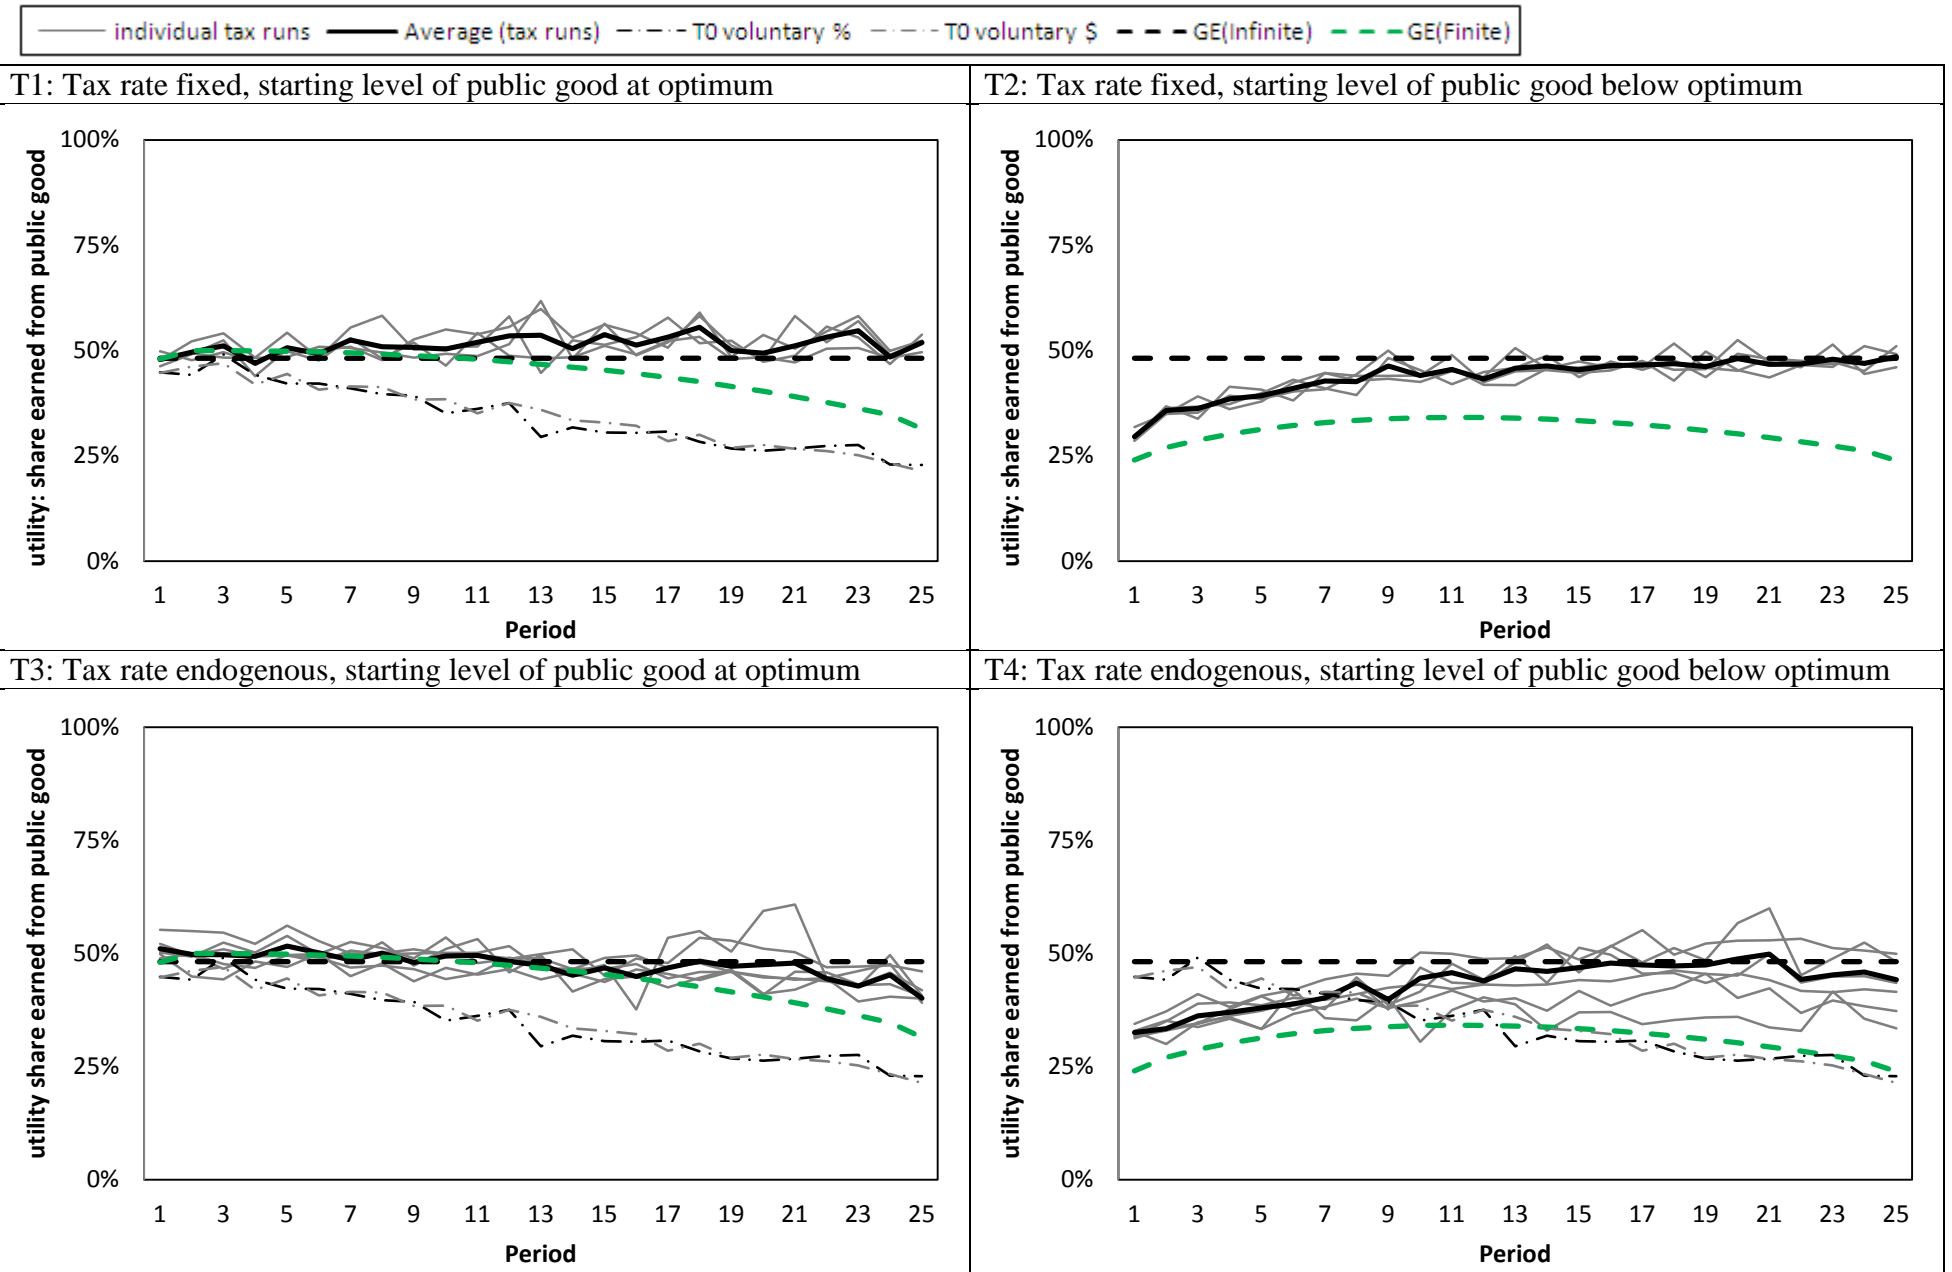 individual tax runs Average (tax runs) T0 voluntary % T0 voluntary $ GE(Infinite) GE(Finite)
T1: Tax rate fixed, starting level of public good at optimum
utility: share earned from public good
100%
75%
50%
25%
0%
1 3 5 7 9 11 13 15 17 19 21 23 25
Period
T2: Tax rate fixed, starting level of public good below optimum
utility: share earned from public good
100%
75%
50%
25%
0%
1 3 5 7 9 11 13 15 17 19 21 23 25
Period
T3: Tax rate endogenous, starting level of public good at optimum
utility share earned from public good
100%
75%
50%
25%
0%
1 3 5 7 9 11 13 15 17 19 21 23 25
Period
T4: Tax rate endogenous, starting level of public good below optimum
utility share earned from public good
100%
75%
50%
25%
0%
1 3 5 7 9 11 13 15 17 19 21 23 25
Period